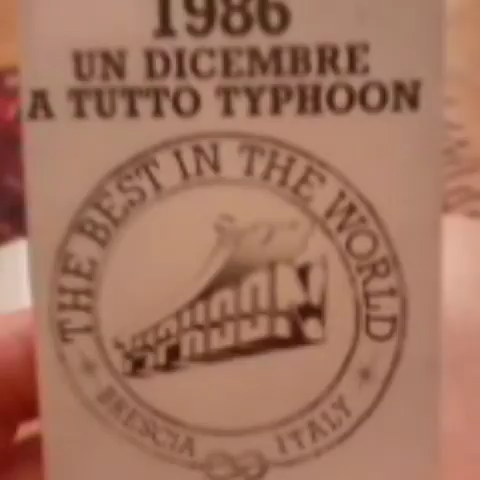 1986
UN DICEMBRE
A TUTTO TYPHOON
THE BEST IN THE WORLD
TYPHOON!
BRESCIA ITALY